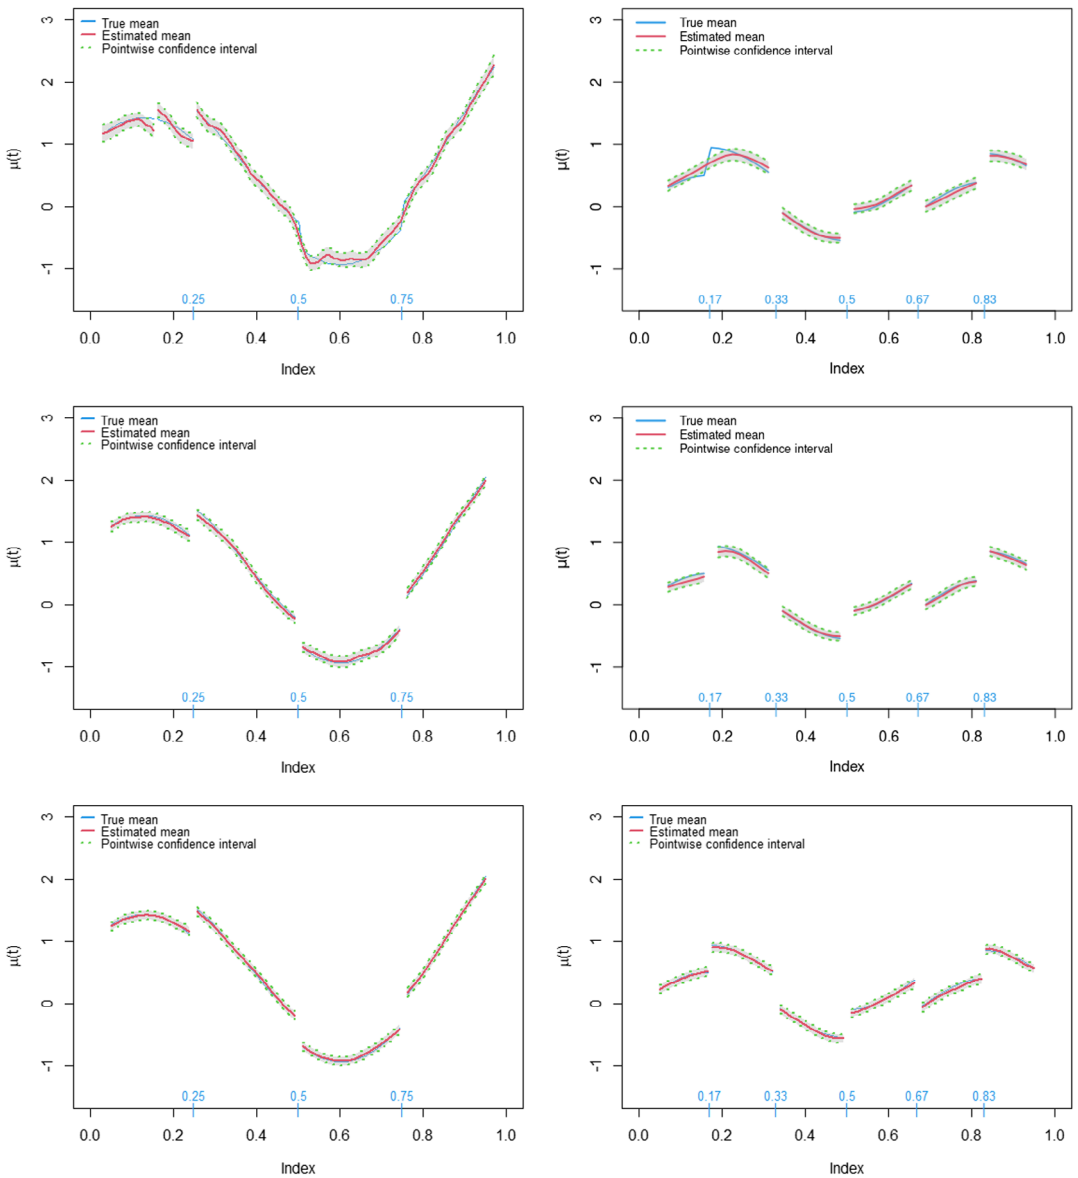 True mean
Estimated mean
Pointwise confidence interval
μ(t)
3
2
1
0
-1
0.25 0.5 0.75
0.0 0.2 0.4 0.6 0.8 1.0
Index
True mean
Estimated mean
Pointwise confidence interval
μ(t)
3
2
1
0
-1
0.17 0.33 0.5 0.67 0.83
0.0 0.2 0.4 0.6 0.8 1.0
Index
True mean
Estimated mean
Pointwise confidence interval
μ(t)
3
2
1
0
-1
0.25 0.5 0.75
0.0 0.2 0.4 0.6 0.8 1.0
Index
True mean
Estimated mean
Pointwise confidence interval
μ(t)
3
2
1
0
-1
0.17 0.33 0.5 0.67 0.83
0.0 0.2 0.4 0.6 0.8 1.0
Index
True mean
Estimated mean
Pointwise confidence interval
μ(t)
3
2
1
0
-1
0.25 0.5 0.75
0.0 0.2 0.4 0.6 0.8 1.0
Index
True mean
Estimated mean
Pointwise confidence interval
μ(t)
3
2
1
0
-1
0.17 0.33 0.5 0.67 0.83
0.0 0.2 0.4 0.6 0.8 1.0
Index